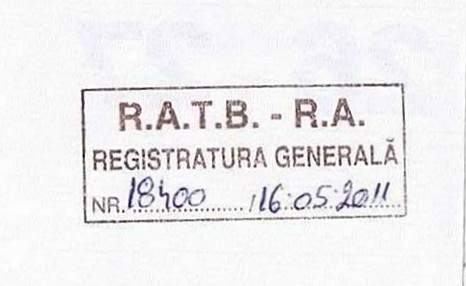 R.A.T.B. - R.A.
REGISTRATURA GENERALĂ
NR. 18400 / 16.05.2011